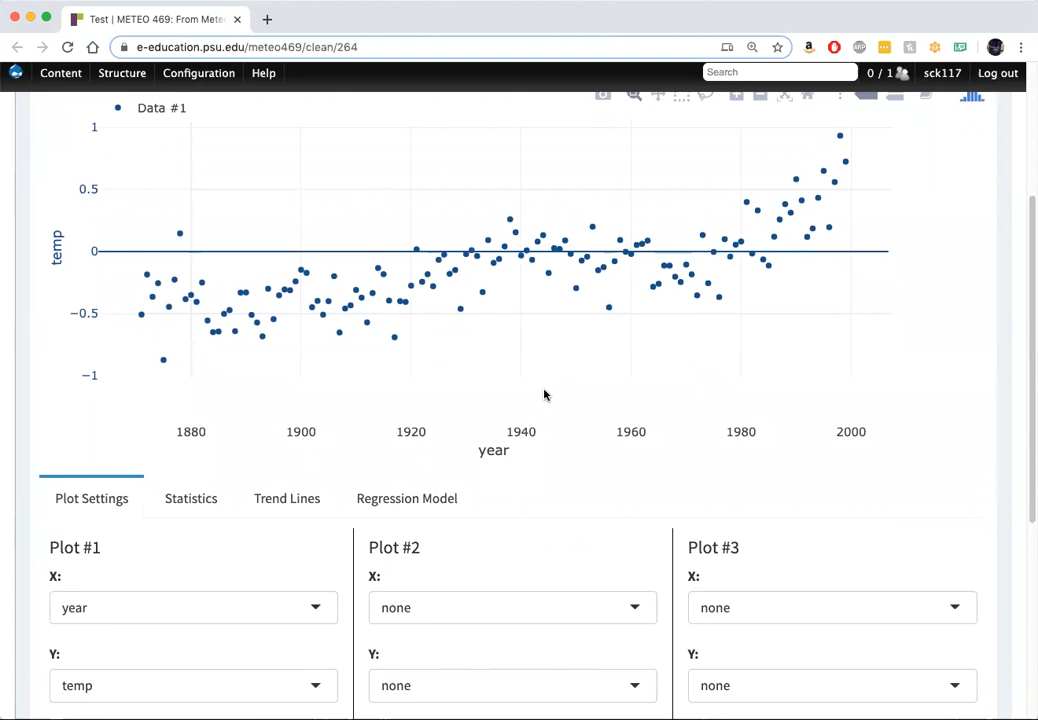 Test | METEO 469: From Mete
e-education.psu.edu/meteo469/clean/264
ABP
Content Structure Configuration Help Search 0 / 1 sck117 Log out
Data #1
1
0.5
0
−0.5
−1
temp
1880 1900 1920 1940 1960 1980 2000
year
Plot Settings Statistics Trend Lines Regression Model
Plot #1 Plot #2 Plot #3
X: X: X:
year none none
Y: Y: Y:
temp none none